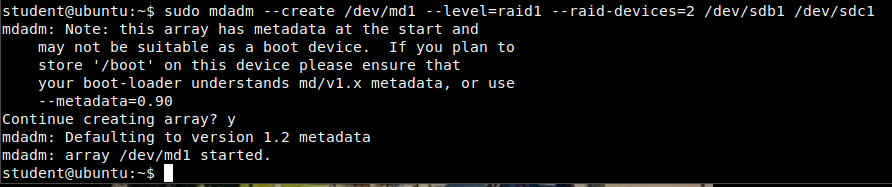 student@ubuntu:~$ sudo mdadm --create /dev/md1 --level=raid1 --raid-devices=2 /dev/sdb1 /dev/sdc1
mdadm: Note: this array has metadata at the start and
    may not be suitable as a boot device.  If you plan to
    store '/boot' on this device please ensure that
    your boot-loader understands md/v1.x metadata, or use
    --metadata=0.90
Continue creating array? y
mdadm: Defaulting to version 1.2 metadata
mdadm: array /dev/md1 started.
student@ubuntu:~$